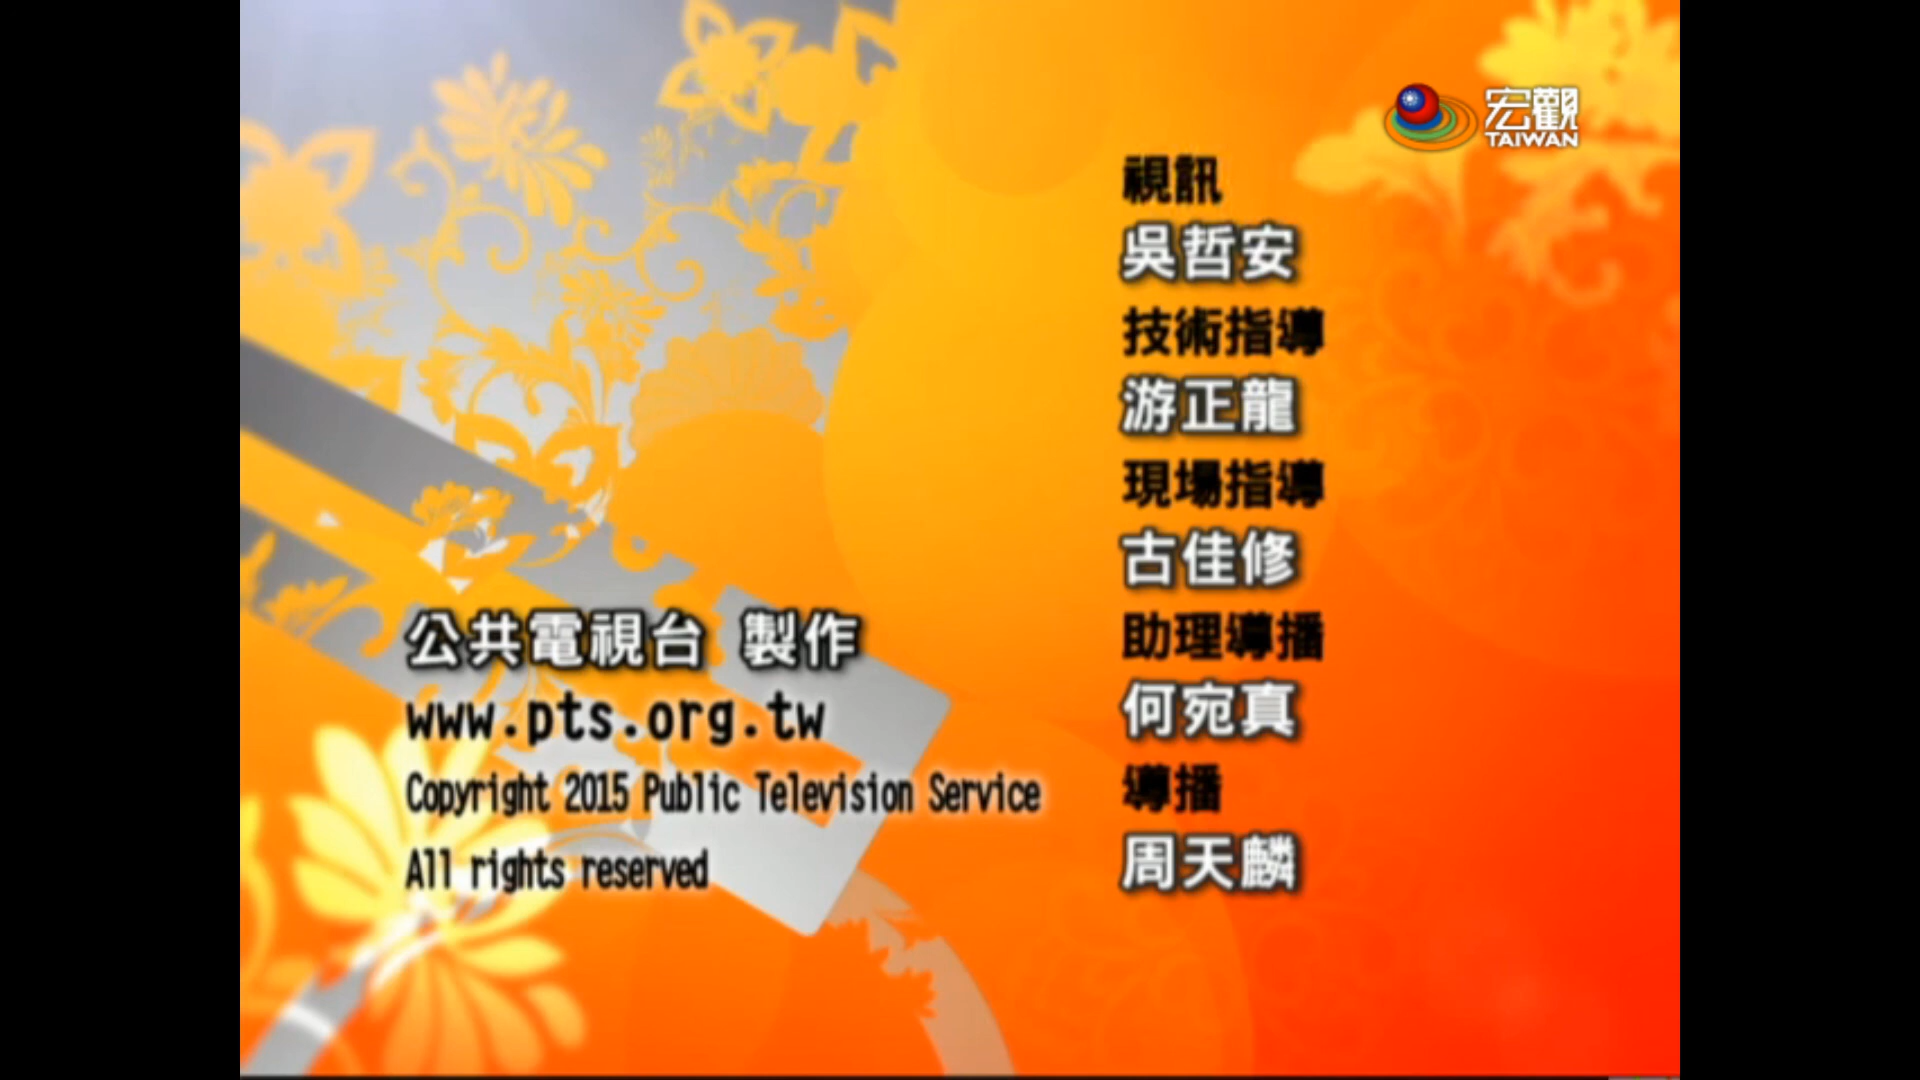 宏觀
TAIWAN
視訊
吳哲安
技術指導
游正龍
現場指導
古佳修
助理導播
何宛真
導播
周天麟
公共電視台 製作
www.pts.org.tw
Copyright 2015 Public Television Service
All rights reserved